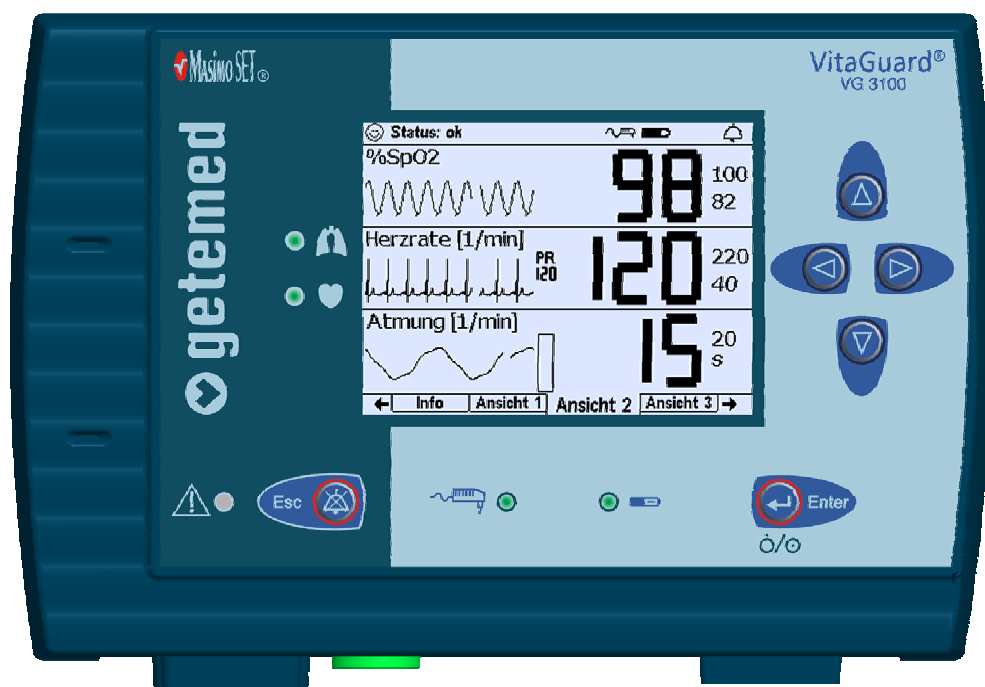 Masimo SET®
VitaGuard®
VG 3100
getemed
Status: ok
%SpO2
98
100
82
Herzrate [1/min]
PR
120
120
220
40
Atmung [1/min]
15
20
s
Info
Ansicht 1
Ansicht 2
Ansicht 3
Esc
Enter